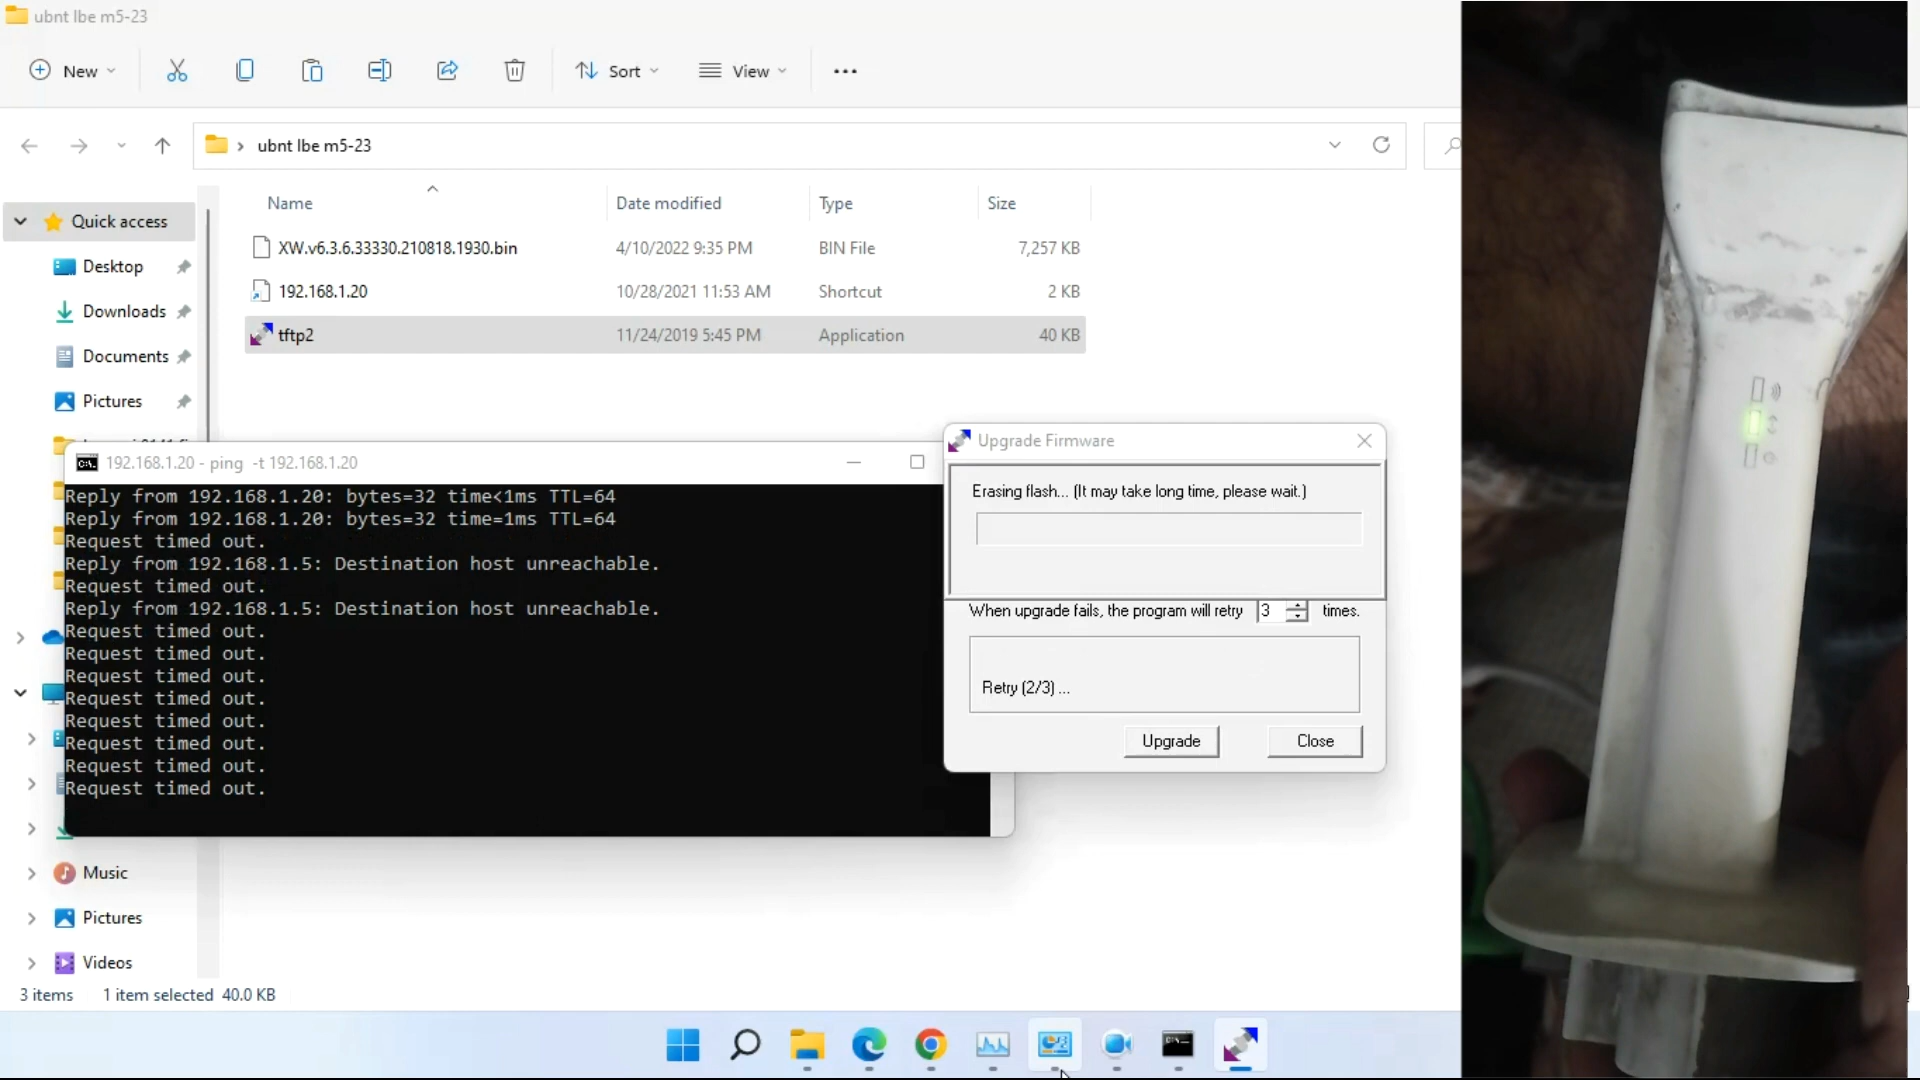 ubnt lbe m5-23
New
Sort
View
ubnt lbe m5-23
Name
Date modified
Type
Size
Quick access
XW.v6.3.6.33330.210818.1930.bin
4/10/2022 9:35 PM
BIN File
7,257 KB
Desktop
192.168.1.20
10/28/2021 11:53 AM
Shortcut
2 KB
Downloads
tftp2
11/24/2019 5:45 PM
Application
40 KB
Documents
Pictures
192.168.1.20 - ping -t 192.168.1.20
Reply from 192.168.1.20: bytes=32 time<1ms TTL=64
Reply from 192.168.1.20: bytes=32 time=1ms TTL=64
Request timed out.
Reply from 192.168.1.5: Destination host unreachable.
Request timed out.
Reply from 192.168.1.5: Destination host unreachable.
Request timed out.
Request timed out.
Request timed out.
Request timed out.
Request timed out.
Request timed out.
Request timed out.
Request timed out.
Upgrade Firmware
Erasing flash... (It may take long time, please wait.)
When upgrade fails, the program will retry 3 times.
Retry (2/3) ...
Upgrade
Close
Music
Pictures
Videos
3 items
1 item selected 40.0 KB